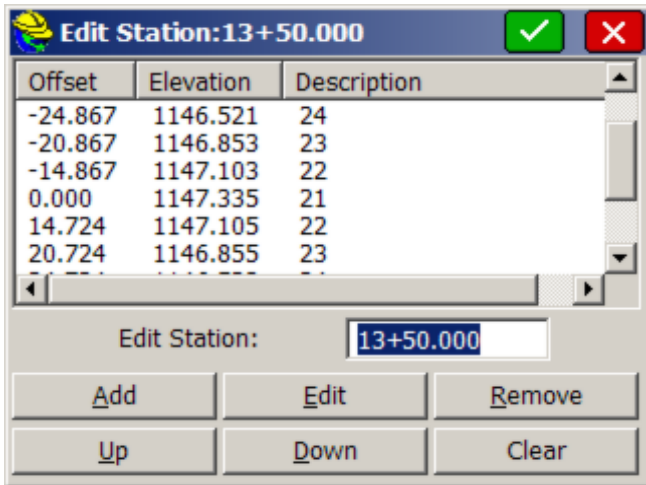 Edit Station:13+50.000
Offset Elevation Description
-24.867 1146.521 24
-20.867 1146.853 23
-14.867 1147.103 22
0.000 1147.335 21
14.724 1147.105 22
20.724 1146.855 23
Edit Station: 13+50.000
Add Edit Remove
Up Down Clear